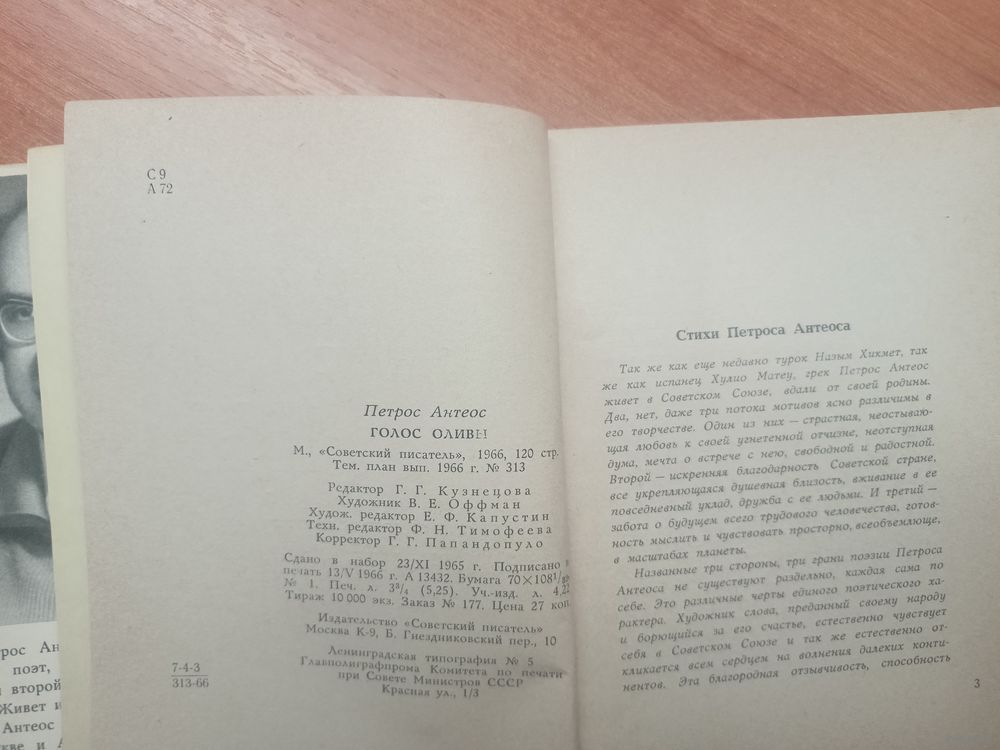 С 9
А 72
Петрос Антеос
ГОЛОС ОЛИВЫ
М., «Советский писатель», 1966, 120 стр.
Тем. план вып. 1966 г. № 313
Редактор Г. Г. Кузнецова
Художник В. Е. Оффман
Худож. редактор Е. Ф. Капустин
Техн. редактор Ф. Н. Тимофеева
Корректор Г. Г. Папандопуло
Сдано в набор 23/XI 1965 г. Подписано в
печать 13/V 1966 г. А 13432. Бумага 70×108¹/
№ 1. Печ. л. 3³/₄ (5,25). Уч.-изд. л. 4,22
Тираж 10 000 экз. Заказ № 177. Цена 27 коп.
Издательство «Советский писатель»
Москва К-9, Б. Гнездниковский пер., 10
Ленинградская типография № 5
Главполиграфпрома Комитета по печати
при Совете Министров СССР
Красная ул., 1/3
7-4-3
313-66
Стихи Петроса Антеоса
Так же как еще недавно турок Назым Хикмет, так
же как испанец Хулио Матеу, грек Петрос Антеос
живет в Советском Союзе, вдали от своей родины.
Два, нет, даже три потока мотивов ясно различимы в
его творчестве. Один из них — страстная, неостываю-
щая любовь к своей угнетенной отчизне, неотступная
дума, мечта о встрече с нею, свободной и радостной.
Второй — искренняя благодарность Советской стране,
все укрепляющаяся душевная близость, вживание в ее
повседневный уклад, дружба с ее людьми. И третий —
забота о будущем всего трудового человечества, готов-
ность мыслить и чувствовать просторно, всеобъемлюще,
в масштабах планеты.
Названные три стороны, три грани поэзии Петроса
Антеоса не существуют раздельно, каждая сама по
себе. Это различные черты единого поэтического ха-
рактера. Художник слова, преданный своему народу
и борющийся за его счастье, естественно чувствует
себя в Советском Союзе и так же естественно от-
кликается всем сердцем на волнения далеких конти-
нентов. Эта благородная отзывчивость, способность
3
рос Ан
поэт,
второй
Живет и
Антеос
кве и А